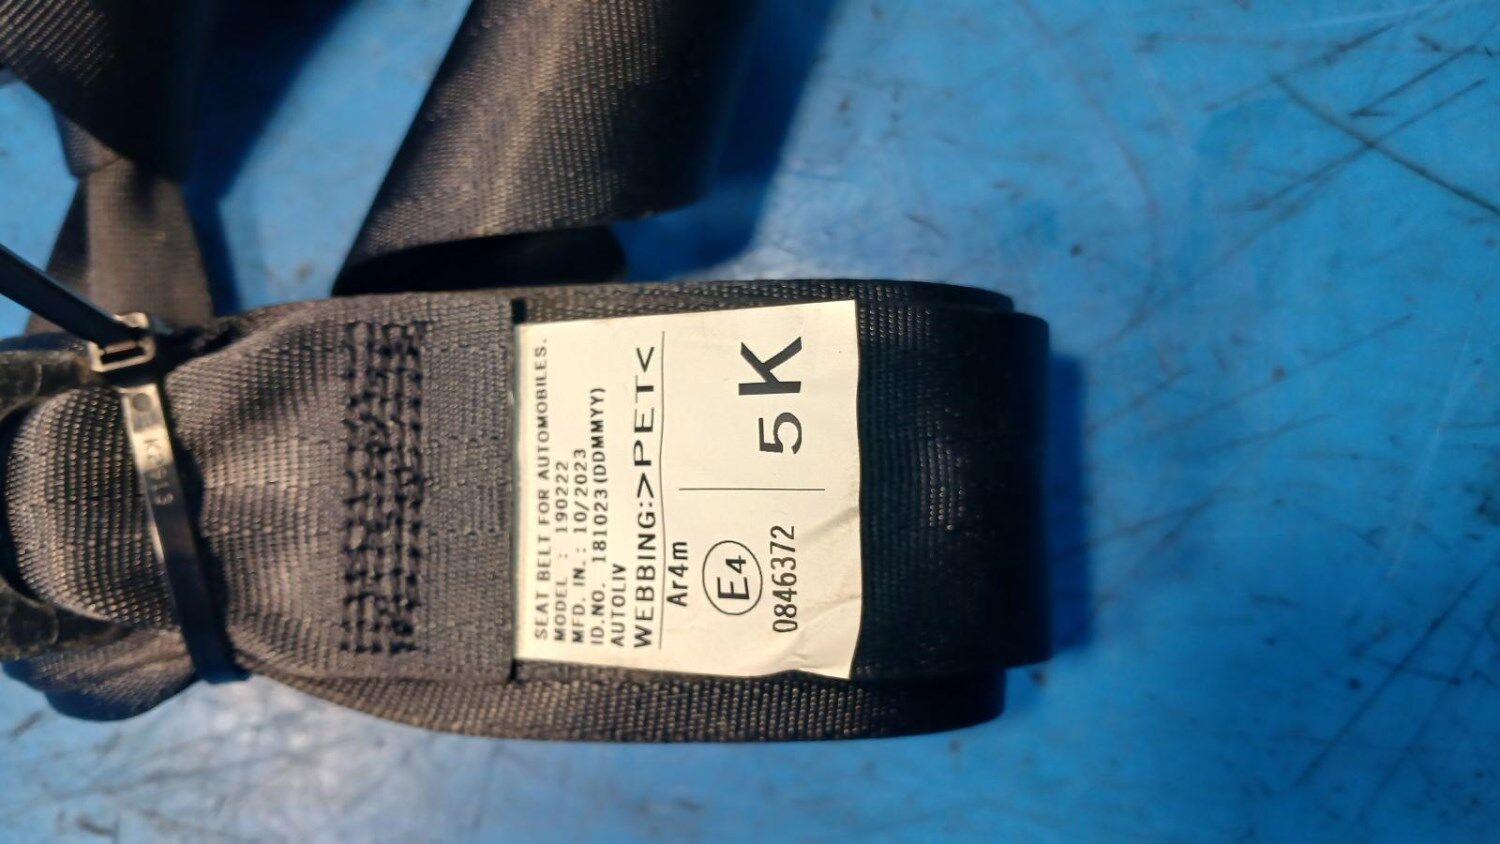 SEAT BELT FOR AUTOMOBILES.
MODEL : 190222
MFD. IN. : 10/2023
ID.NO. 181023 (DDMMYY)
AUTOLIV
WEBBING:>PET<
Ar4m
E4
0846372
5K